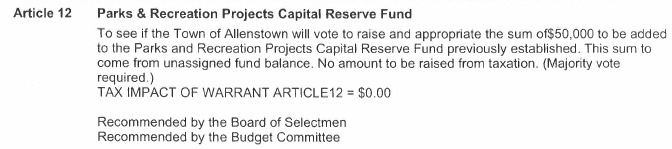 Article 12 Parks & Recreation Projects Capital Reserve Fund
To see if the Town of Allenstown will vote to raise and appropriate the sum of$50,000 to be added
to the Parks and Recreation Projects Capital Reserve Fund previously established. This sum to
come from unassigned fund balance. No amount to be raised from taxation. (Majority vote
required.)
TAX IMPACT OF WARRANT ARTICLE12 = $0.00
Recommended by the Board of Selectmen
Recommended by the Budget Committee